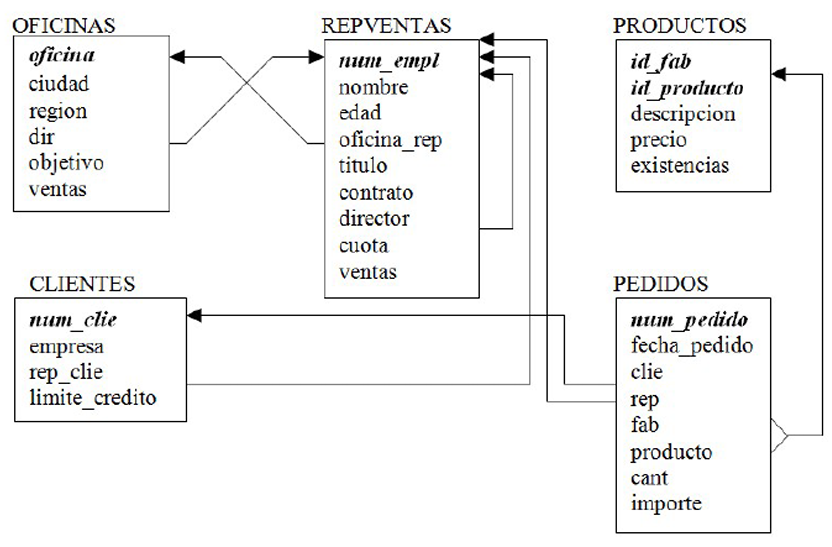 OFICINAS
oficina
ciudad
region
dir
objetivo
ventas
REPVENTAS
num_empl
nombre
edad
oficina_rep
titulo
contrato
director
cuota
ventas
PRODUCTOS
id_fab
id_producto
descripcion
precio
existencias
CLIENTES
num_clie
empresa
rep_clie
limite_credito
PEDIDOS
num_pedido
fecha_pedido
clie
rep
fab
producto
cant
importe